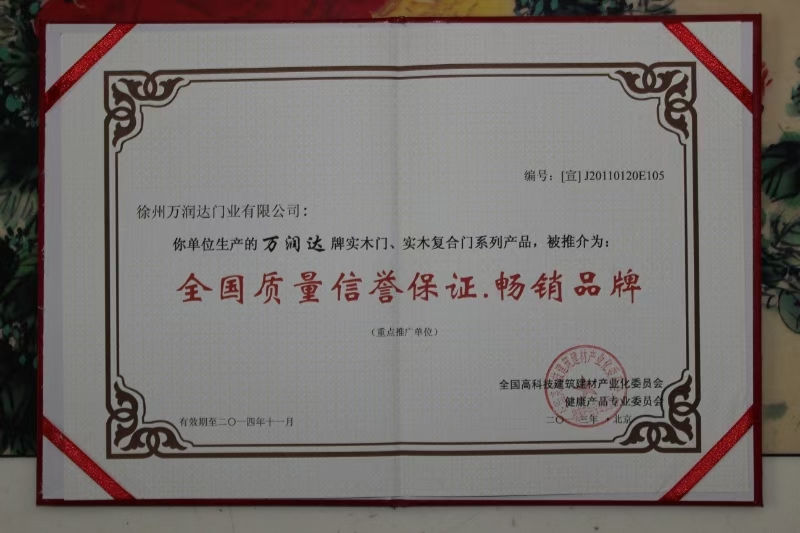 编号：[宣] J20110120E105
徐州万润达门业有限公司：
你单位生产的 万润达 牌实木门、实木复合门系列产品，被推介为：
全国质量信誉保证.畅销品牌
（重点推广单位）
全国高科技建筑建材产业化委员会
健康产品专业委员会
有效期至二〇一四年十一月
年·北京